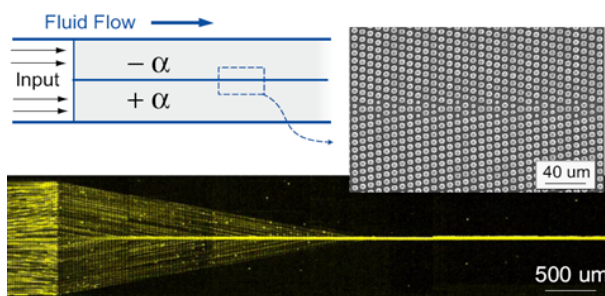 Fluid Flow
Input
− α
+ α
40 um
500 um